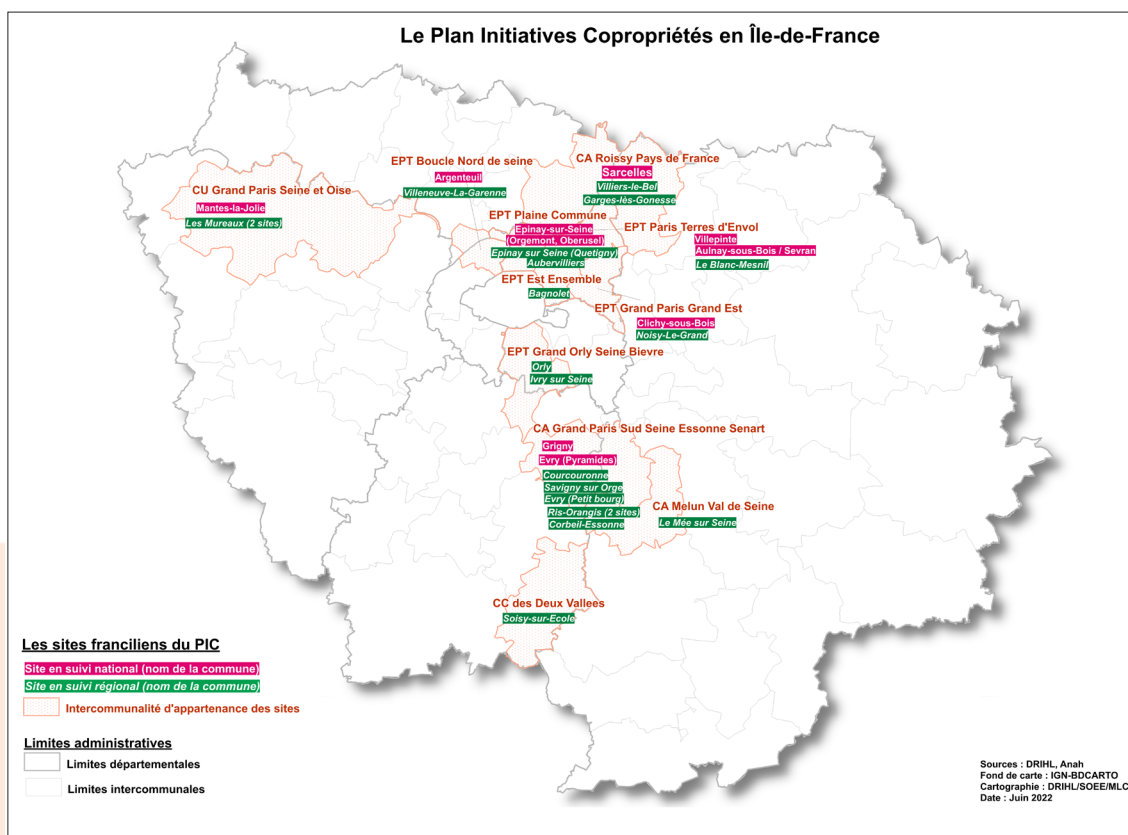 Le Plan Initiatives Copropriétés en Île-de-France
EPT Boucle Nord de seine
Argenteuil
Villeneuve-La-Garenne
CA Roissy Pays de France
Sarcelles
Villiers-le-Bel
Garges-lès-Gonesse
CU Grand Paris Seine et Oise
Mantes-la-Jolie
Les Mureaux (2 sites)
EPT Plaine Commune
Epinay-sur-Seine
(Orgemont, Oberusel)
Epinay sur Seine (Quetigny)
Aubervilliers
EPT Paris Terres d'Envol
Villepinte
Aulnay-sous-Bois / Sevran
Le Blanc-Mesnil
EPT Est Ensemble
Bagnolet
EPT Grand Paris Grand Est
Clichy-sous-Bois
Noisy-Le-Grand
EPT Grand Orly Seine Bievre
Orly
Ivry sur Seine
CA Grand Paris Sud Seine Essonne Senart
Grigny
Evry (Pyramides)
Courcouronne
Savigny sur Orge
Evry (Petit bourg)
Ris-Orangis (2 sites)
Corbeil-Essonne
CA Melun Val de Seine
Le Mée sur Seine
CC des Deux Vallees
Soisy-sur-Ecole
Les sites franciliens du PIC
Site en suivi national (nom de la commune)
Site en suivi régional (nom de la commune)
Intercommunalité d'appartenance des sites
Limites administratives
Limites départementales
Limites intercommunales
Sources : DRIHL, Anah
Fond de carte : IGN-BDCARTO
Cartographie : DRIHL/SOEE/MLC
Date : Juin 2022